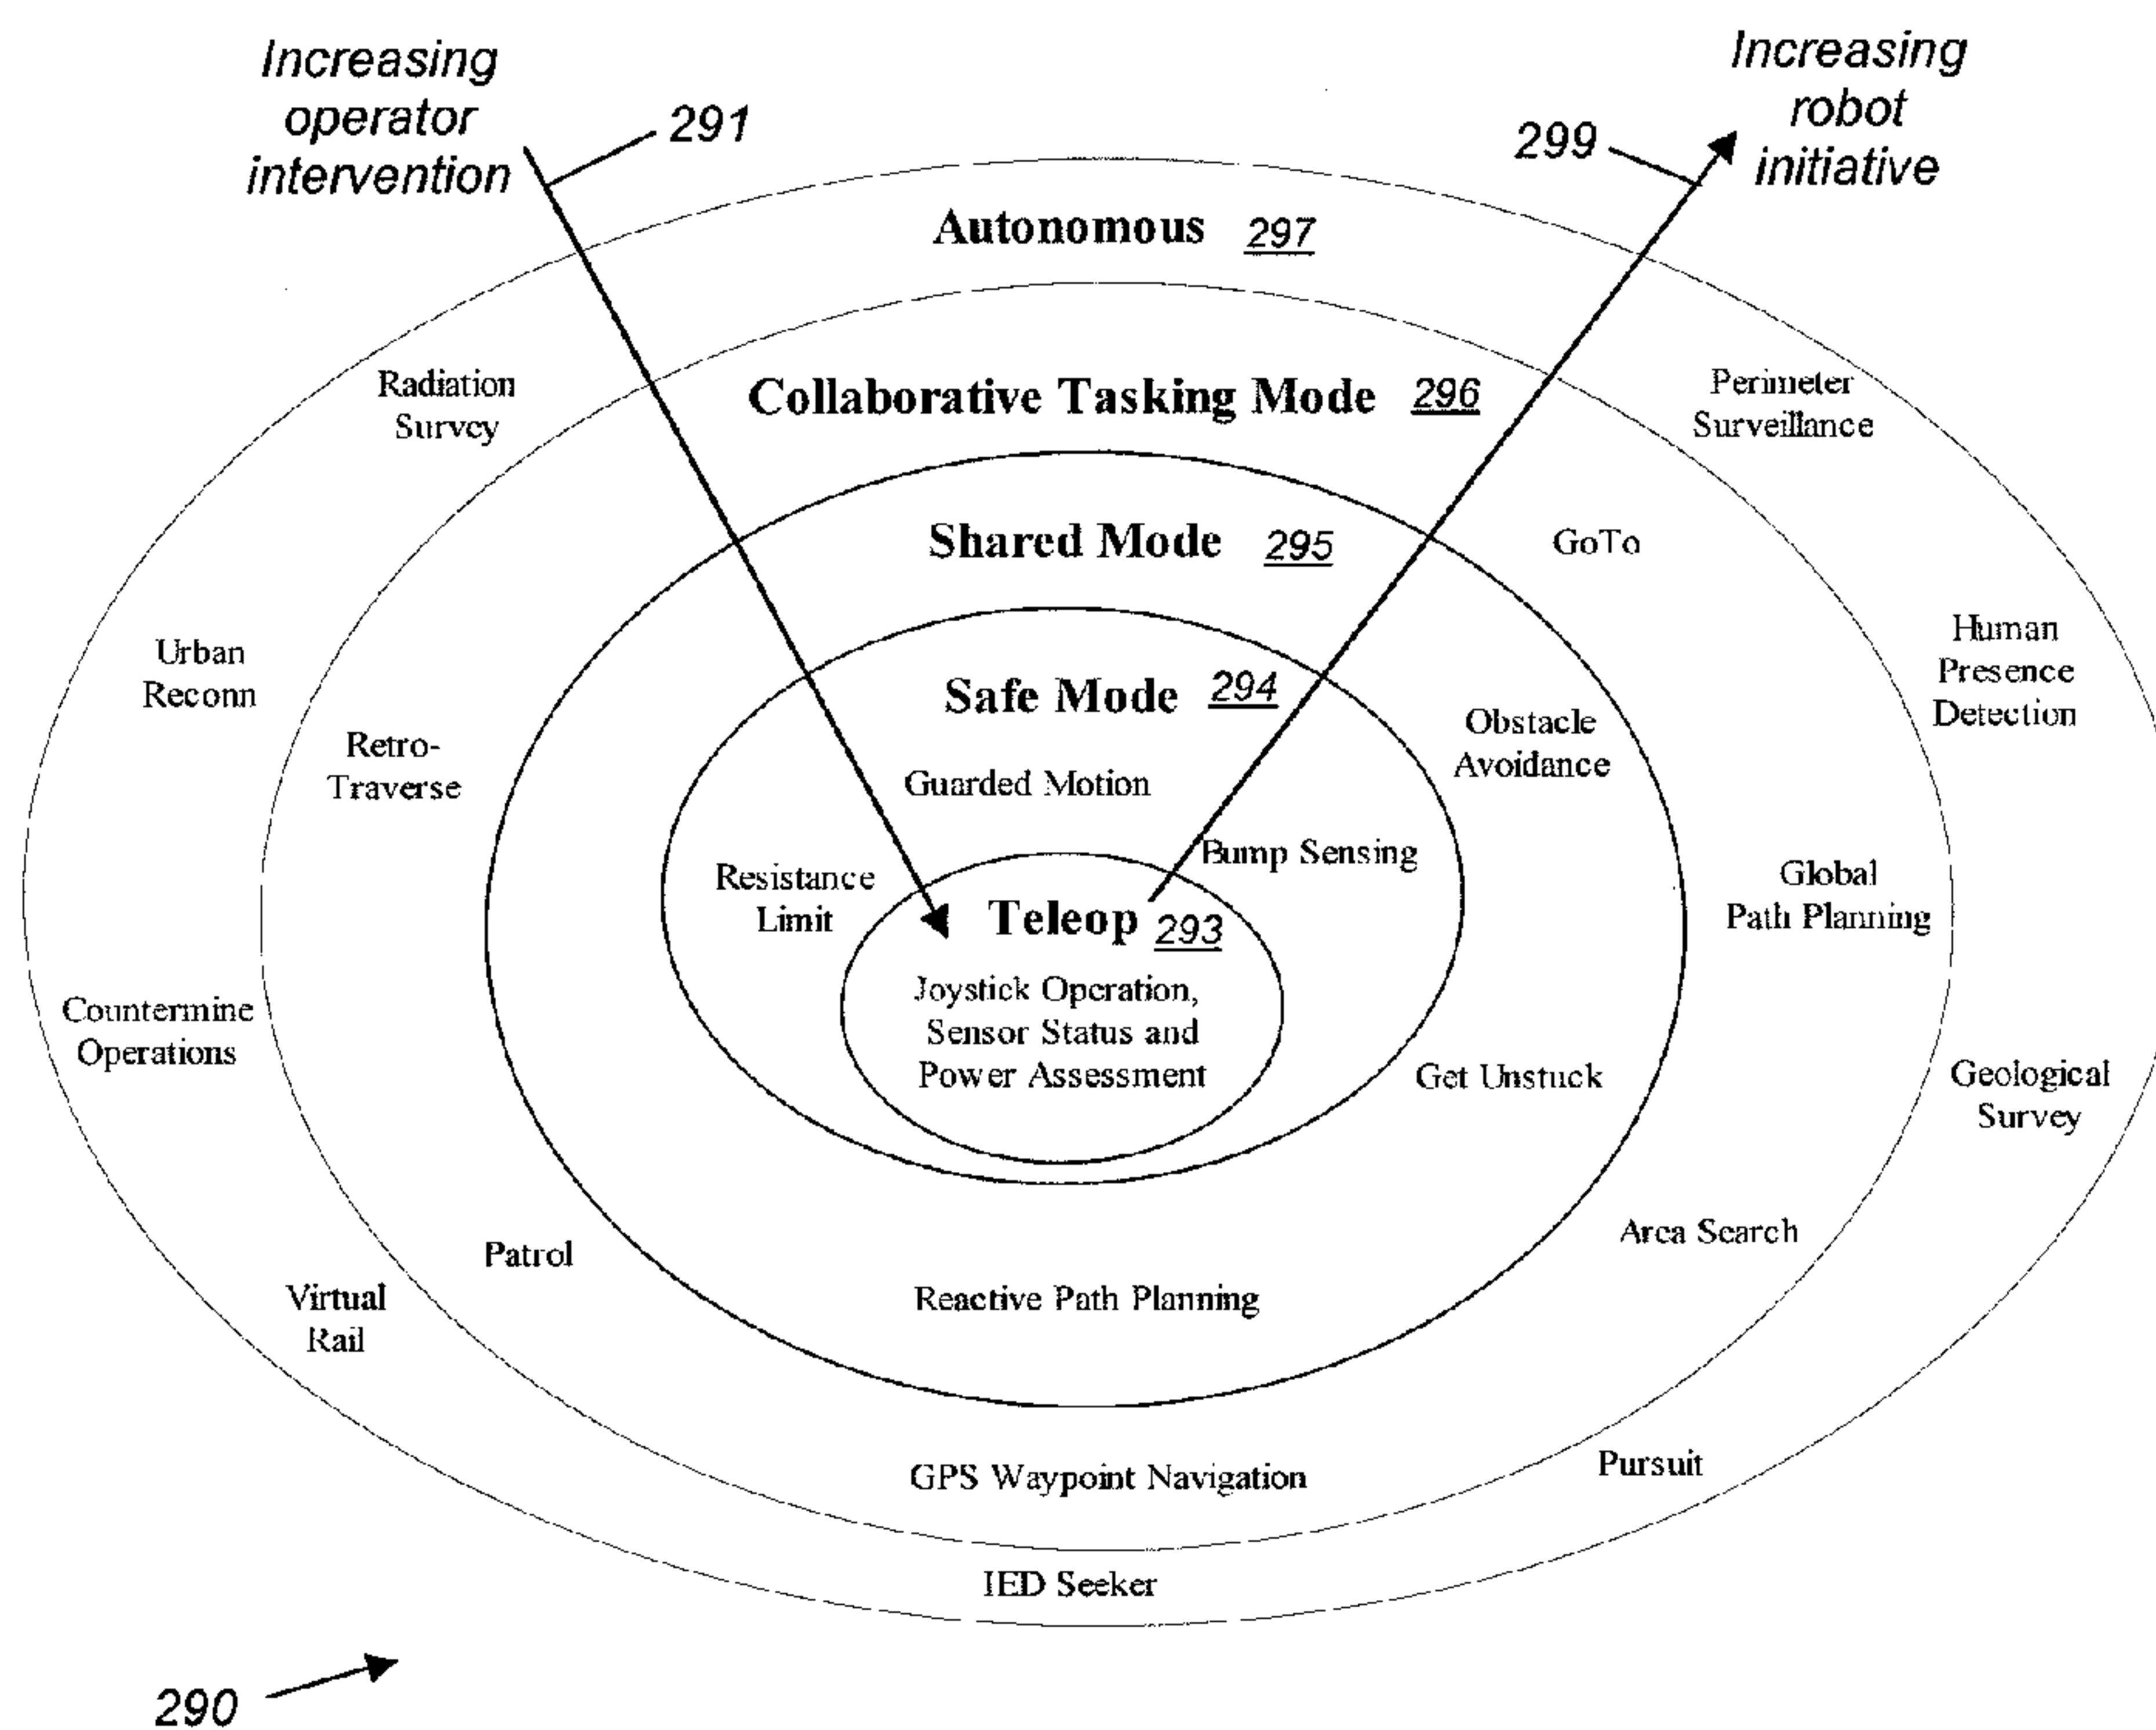 Increasing
operator
intervention
291
Increasing
robot
initiative
299
Autonomous 297
Radiation
Survey
Perimeter
Surveillance
Collaborative Tasking Mode 296
Shared Mode 295
GoTo
Urban
Reconn
Human
Presence
Detection
Retro-
Traverse
Safe Mode 294
Obstacle
Avoidance
Guarded Motion
Bump Sensing
Resistance
Limit
Global
Path Planning
Teleop 293
Joystick Operation,
Sensor Status and
Power Assessment
Countermine
Operations
Get Unstuck
Geological
Survey
Patrol
Area Search
Virtual
Rail
Reactive Path Planning
GPS Waypoint Navigation
Pursuit
IED Seeker
290